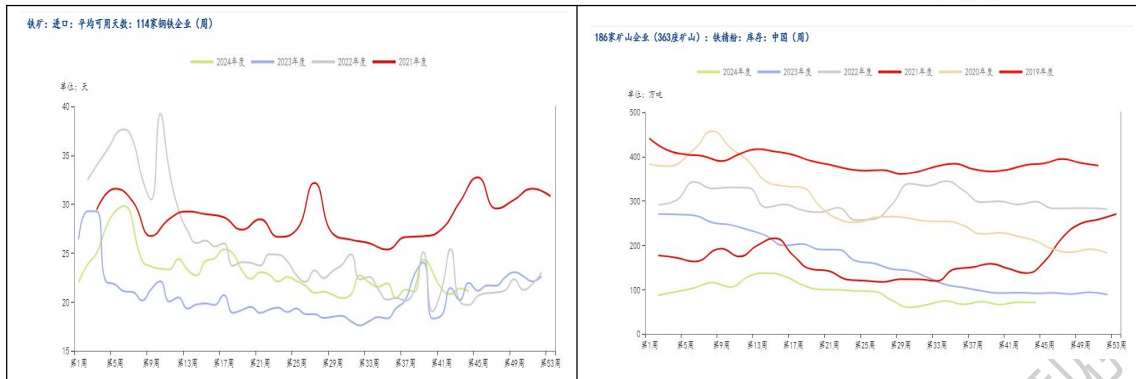 铁矿：进口：平均可用天数：114家钢铁企业（周）
2024年度 2023年度 2022年度 2021年度
单位：天
40
35
30
25
20
15
第1周 第5周 第9周 第13周 第17周 第21周 第25周 第29周 第33周 第37周 第41周 第45周 第49周 第53周
186家矿山企业（363座矿山）：铁精粉：库存：中国（周）
2024年度 2023年度 2022年度 2021年度 2020年度 2019年度
单位：万吨
500
400
300
200
100
0
第1周 第5周 第9周 第13周 第17周 第21周 第25周 第29周 第33周 第37周 第41周 第45周 第49周 第53周